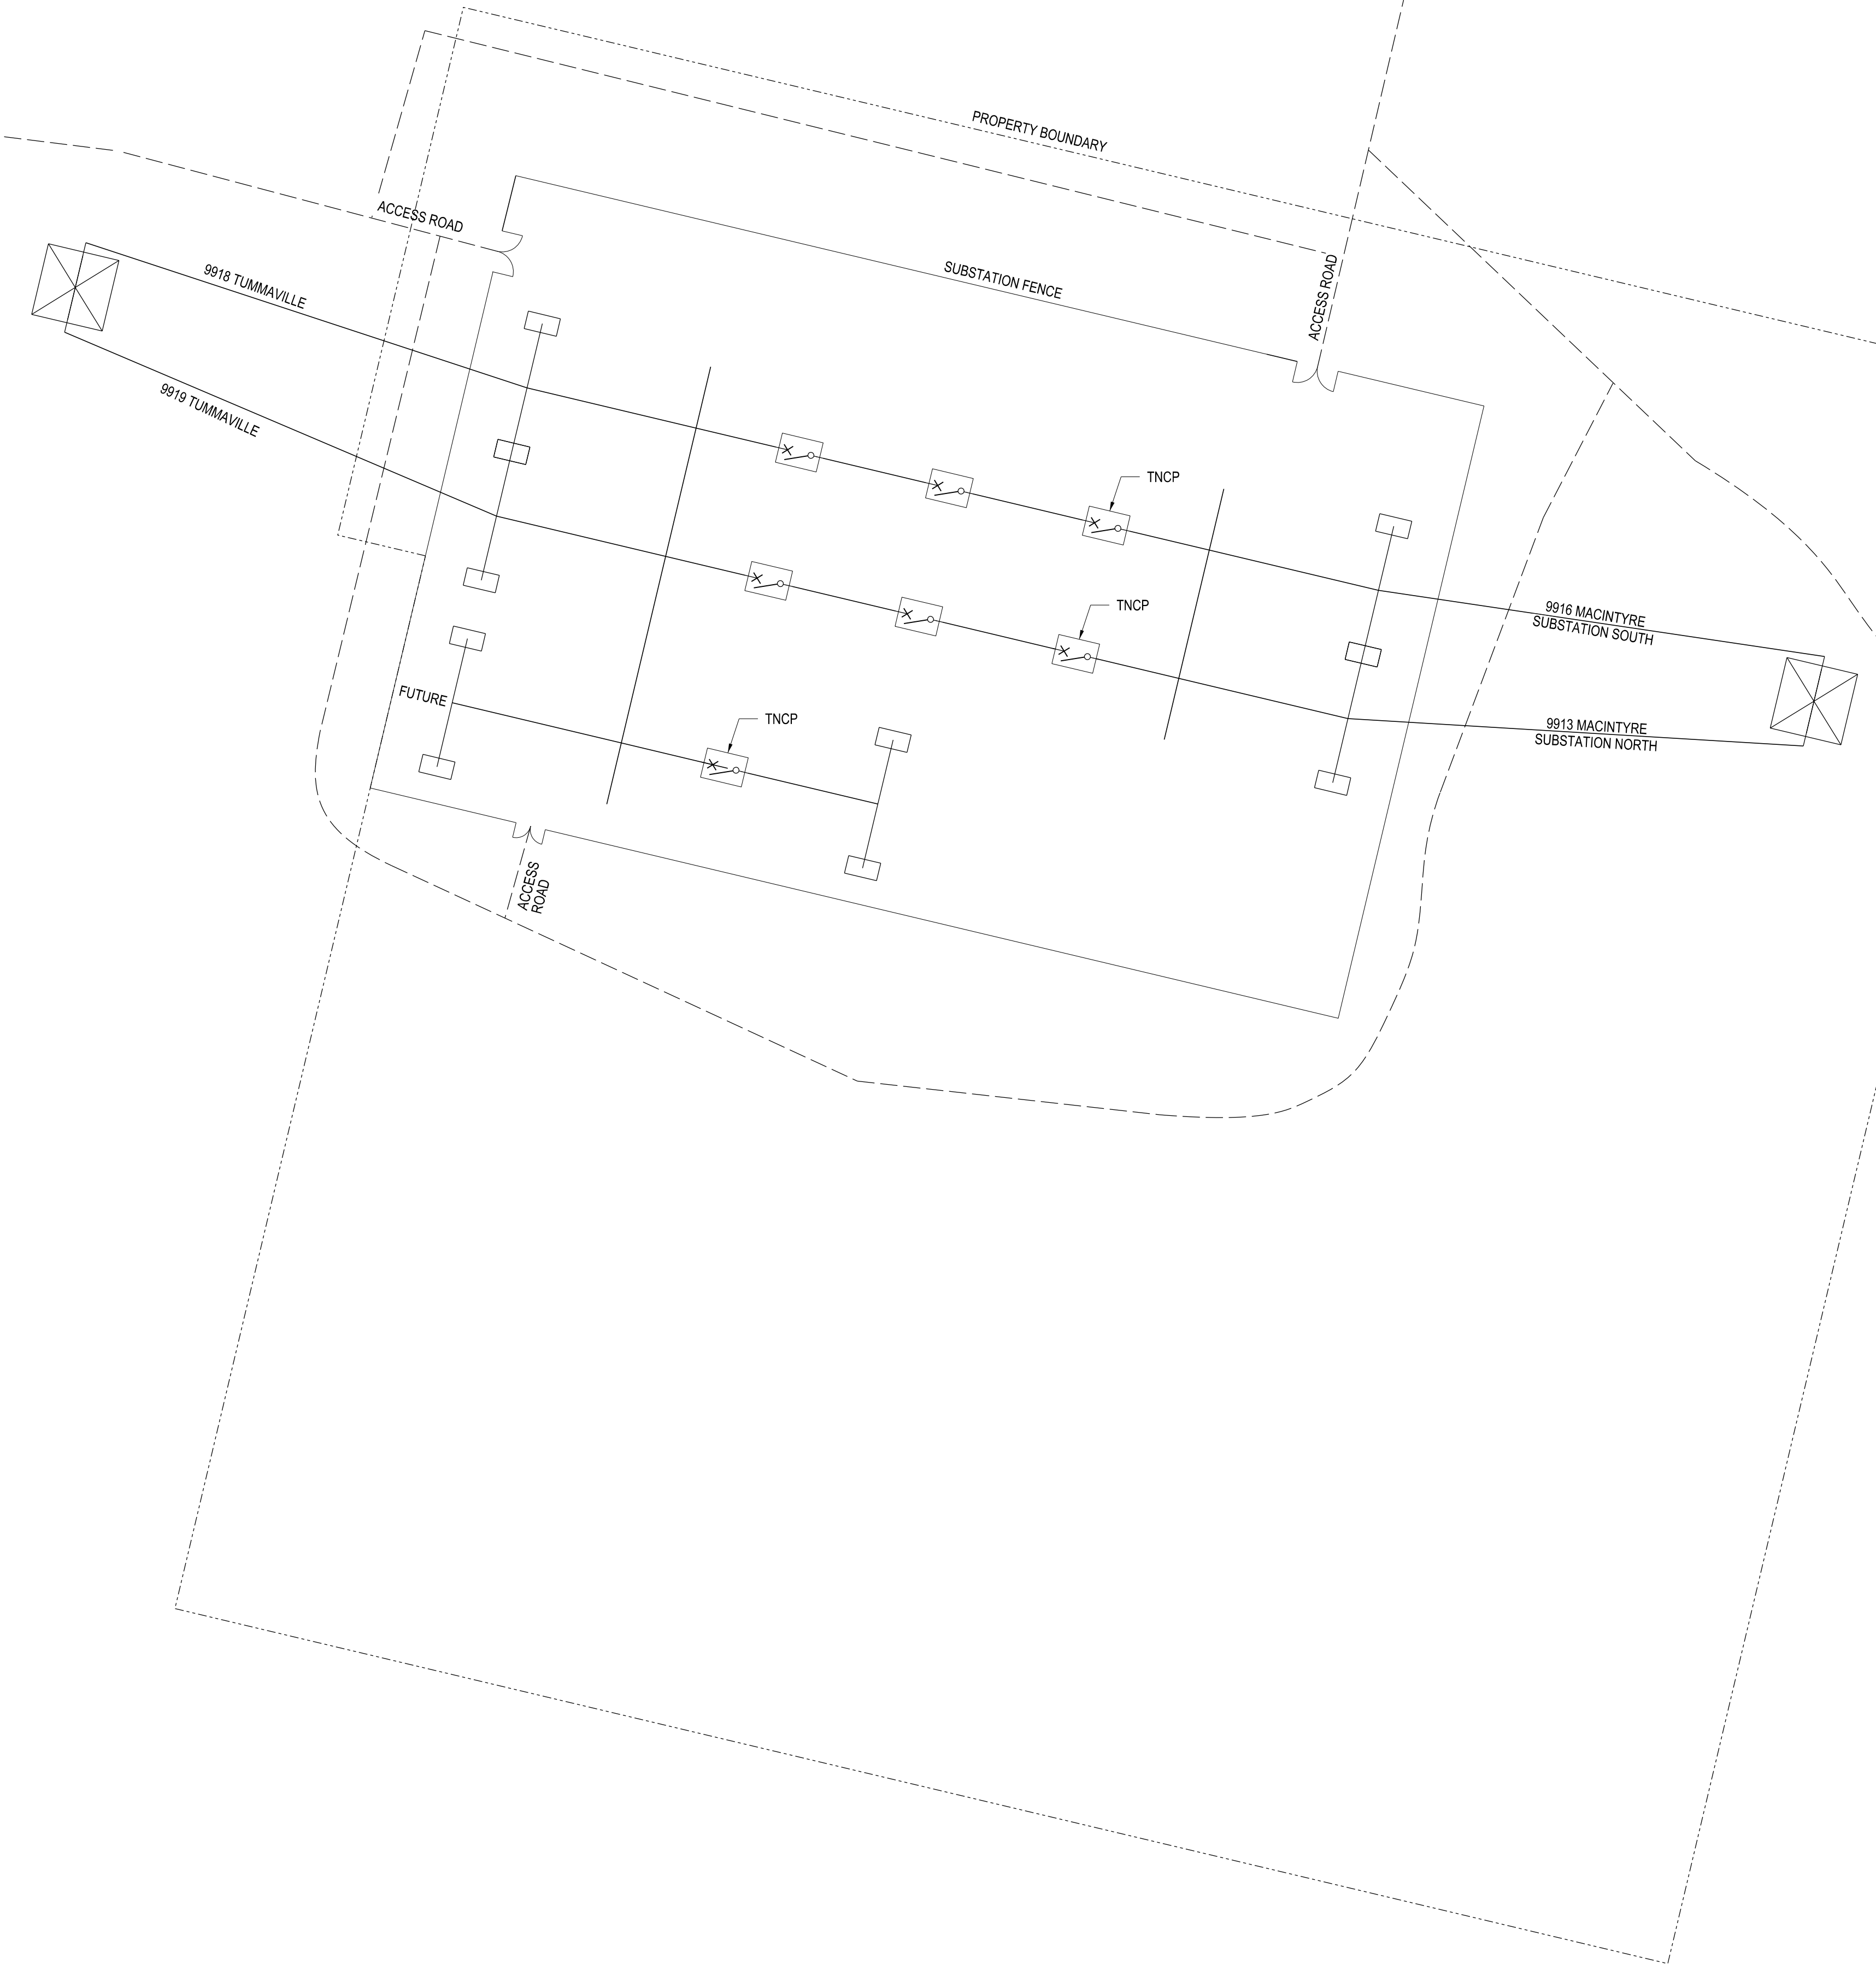 PROPERTY BOUNDARY
ACCESS ROAD
SUBSTATION FENCE
ACCESS ROAD
9918 TUMMAVILLE
9919 TUMMAVILLE
TNCP
TNCP
9916 MACINTYRE
SUBSTATION SOUTH
FUTURE
TNCP
9913 MACINTYRE
SUBSTATION NORTH
ACCESS
ROAD